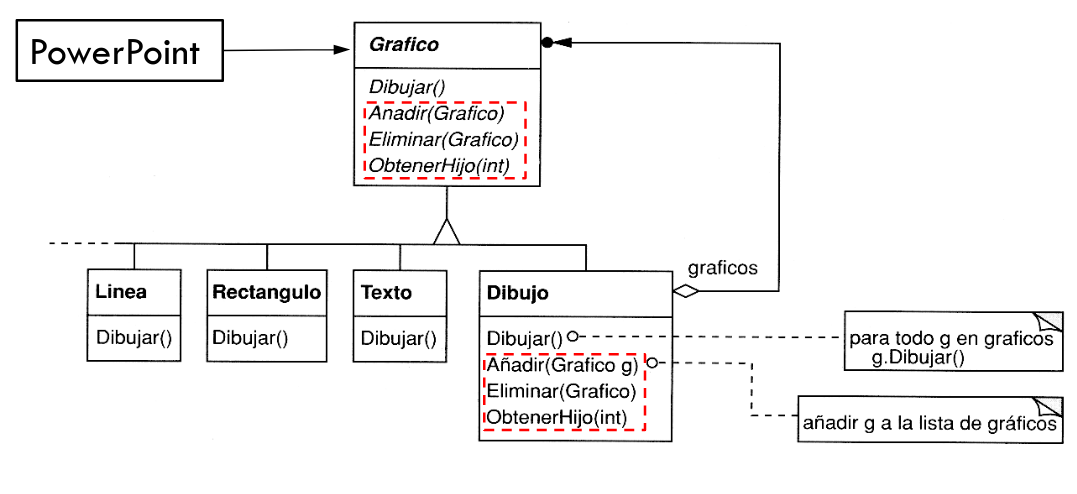 PowerPoint
Grafico
Dibujar()
Anadir(Grafico)
Eliminar(Grafico)
ObtenerHijo(int)
graficos
Linea
Dibujar()
Rectangulo
Dibujar()
Texto
Dibujar()
Dibujo
Dibujar()
Añadir(Grafico g)
Eliminar(Grafico)
ObtenerHijo(int)
para todo g en graficos
g.Dibujar()
añadir g a la lista de gráficos